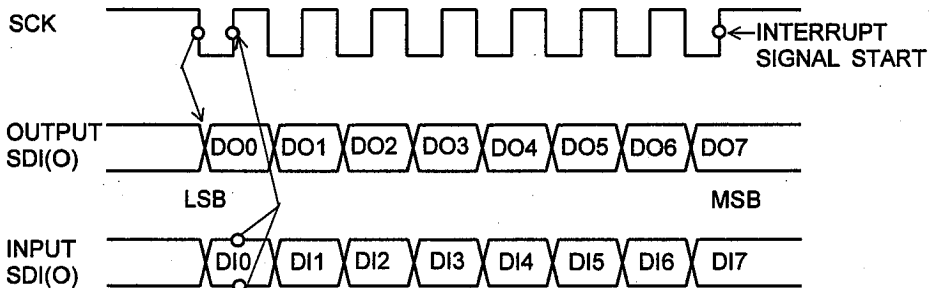 SCK
INTERRUPT
SIGNAL START
OUTPUT
SDI(O)
DO0 DO1 DO2 DO3 DO4 DO5 DO6 DO7
LSB MSB
INPUT
SDI(O)
DI0 DI1 DI2 DI3 DI4 DI5 DI6 DI7